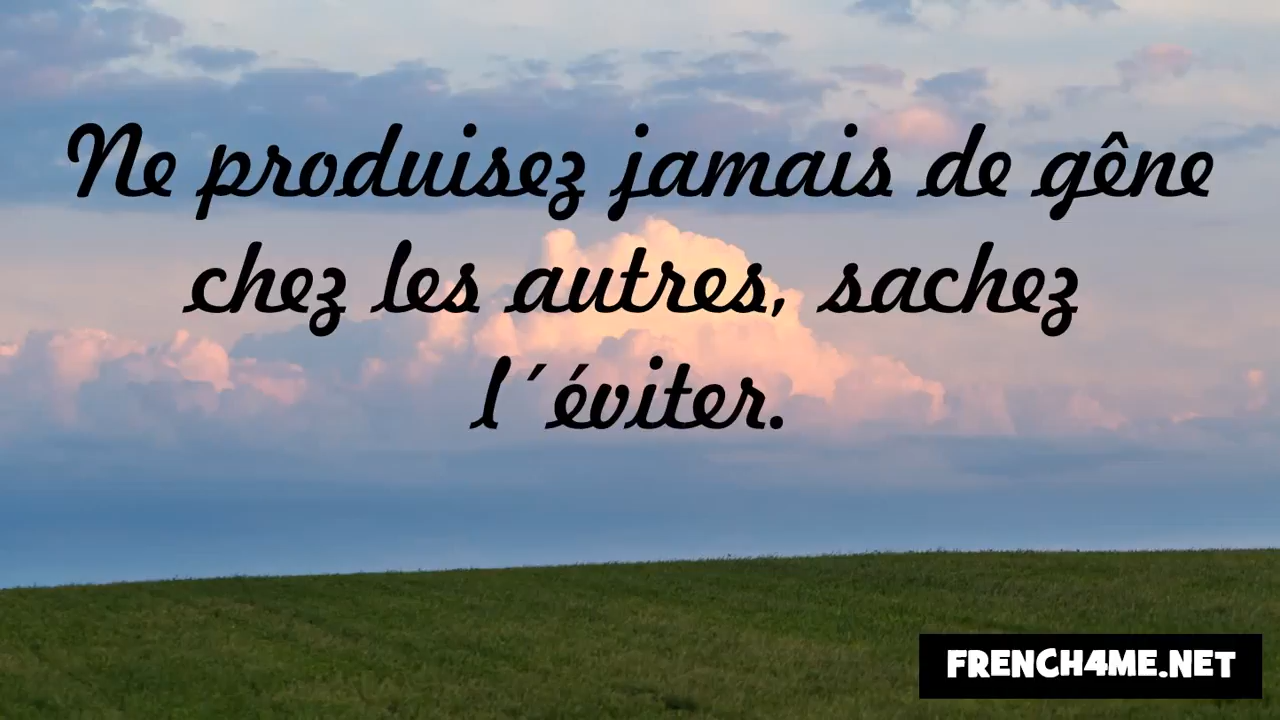 Ne produisez jamais de gêne
chez les autres, sachez
l´éviter.
FRENCH4ME.NET